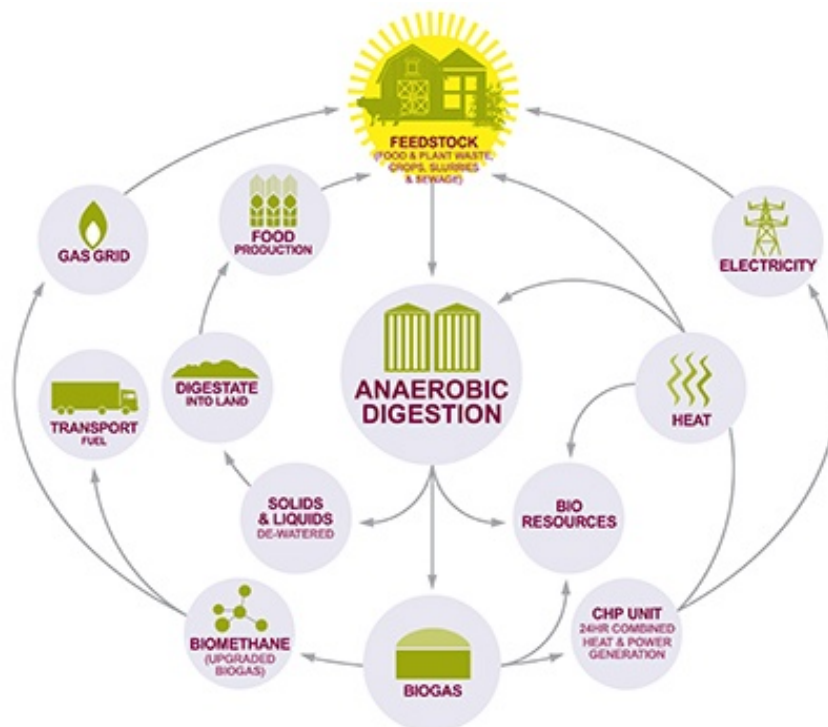 FEEDSTOCK
(FOOD & PLANT WASTE,
CROPS, SLURRIES
& SEWAGE)
GAS GRID
FOOD
PRODUCTION
ELECTRICITY
TRANSPORT
FUEL
DIGESTATE
INTO LAND
ANAEROBIC
DIGESTION
HEAT
SOLIDS
& LIQUIDS
DE-WATERED
BIO
RESOURCES
BIOMETHANE
(UPGRADED
BIOGAS)
BIOGAS
CHP UNIT
24HR COMBINED
HEAT & POWER
GENERATION